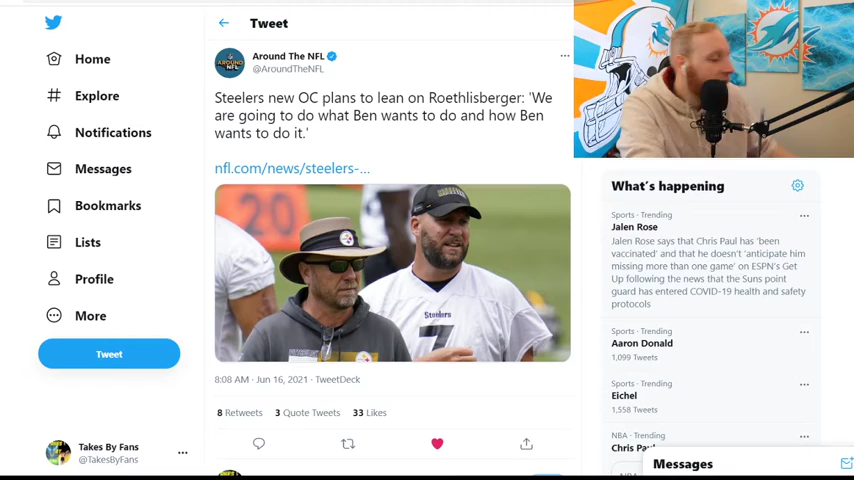 Tweet
Home
Explore
Notifications
Messages
Bookmarks
Lists
Profile
More
Tweet
Takes By Fans
@TakesByFans
AROUND
NFL
Around The NFL
@AroundTheNFL
Steelers new OC plans to lean on Roethlisberger: 'We
are going to do what Ben wants to do and how Ben
wants to do it.'
nfl.com/news/steelers-...
20
Steelers
7
8:08 AM · Jun 16, 2021 · TweetDeck
8 Retweets 3 Quote Tweets 33 Likes
What's happening
Sports · Trending
Jalen Rose
Jalen Rose says that Chris Paul has 'been
vaccinated' and that he doesn't 'anticipate him
missing more than one game' on ESPN's Get
Up following the news that the Suns point
guard has entered COVID-19 health and safety
protocols
Sports · Trending
Aaron Donald
1,099 Tweets
Sports · Trending
Eichel
1,558 Tweets
NBA · Trending
Chris Paul
Messages